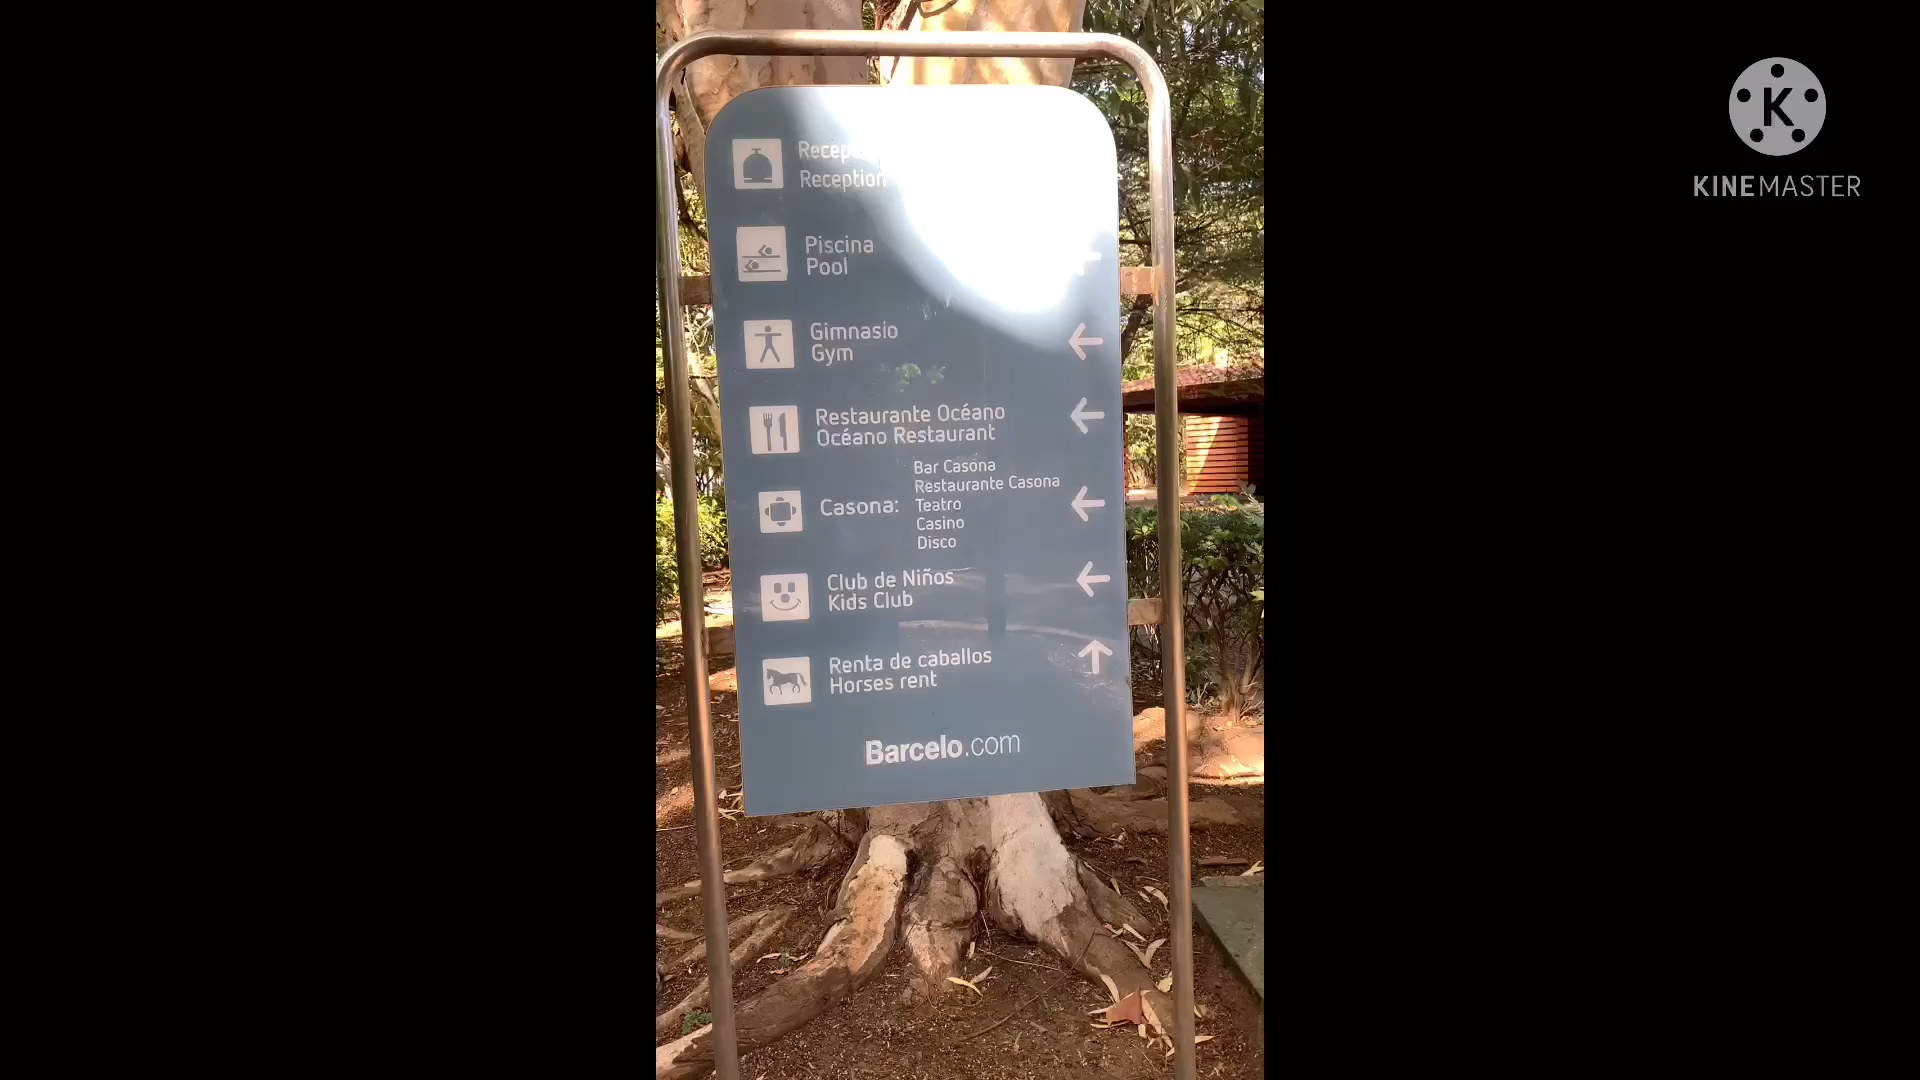 Reception
Piscina
Pool
Gimnasio
Gym
Restaurante Océano
Océano Restaurant
Casona:
Bar Casona
Restaurante Casona
Teatro
Casino
Disco
Club de Niños
Kids Club
Renta de caballos
Horses rent
Barcelo.com
K
KINEMASTER